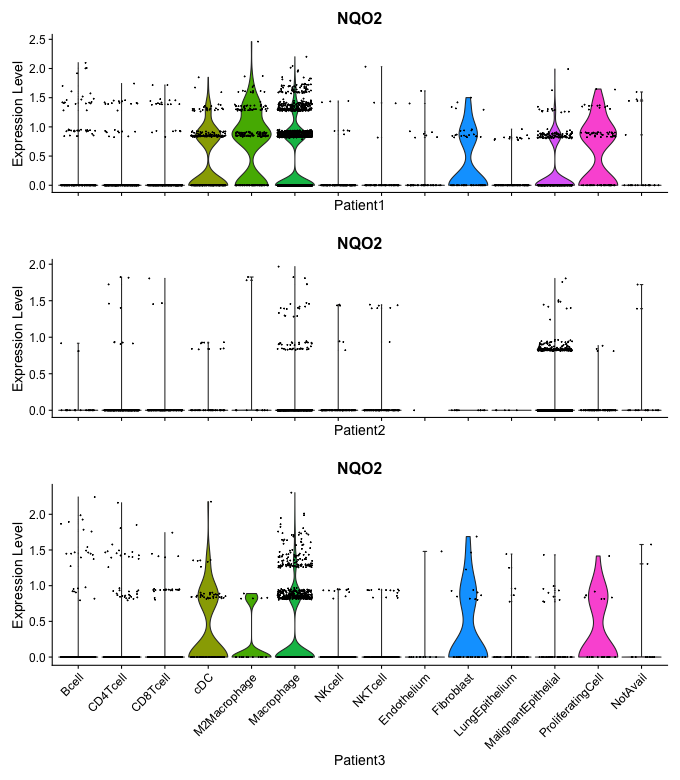 NQO2
Expression Level
2.5
2.0
1.5
1.0
0.5
0.0
Patient1
NQO2
Expression Level
2.0
1.5
1.0
0.5
0.0
Patient2
NQO2
Expression Level
2.0
1.5
1.0
0.5
0.0
Bcell
CD4Tcell
CD8Tcell
cDC
M2Macrophage
Macrophage
NKcell
NKTcell
Endothelium
Fibroblast
LungEpithelium
MalignantEpithelial
ProliferatingCell
NotAvail
Patient3